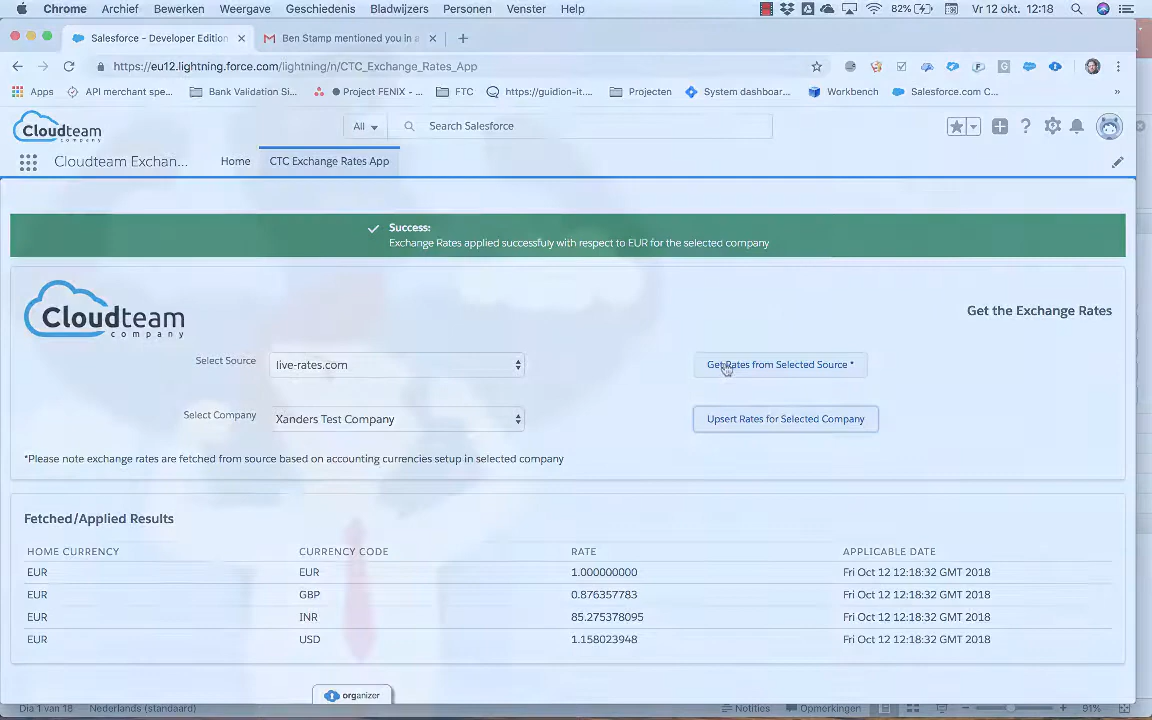 Chrome Archief Bewerken Weergave Geschiedenis Bladwijzers Personen Venster Help 82% Vr 12 okt. 12:18
Salesforce - Developer Edition
Ben Stamp mentioned you in a
https://eu12.lightning.force.com/lightning/n/CTC_Exchange_Rates_App
Apps API merchant spe... Bank Validation Si... Project FENIX - ... FTC https://guidion-it.... Projecten System dashboar... Workbench Salesforce.com C... »
Cloudteam
company
All Search Salesforce
Cloudteam Exchan... Home CTC Exchange Rates App
Success:
Exchange Rates applied successfuly with respect to EUR for the selected company
Cloudteam
company
Get the Exchange Rates
Select Source live-rates.com Get Rates from Selected Source *
Select Company Xanders Test Company Upsert Rates for Selected Company
*Please note exchange rates are fetched from source based on accounting currencies setup in selected company
Fetched/Applied Results
HOME CURRENCY CURRENCY CODE RATE APPLICABLE DATE
EUR EUR 1.000000000 Fri Oct 12 12:18:32 GMT 2018
EUR GBP 0.876357783 Fri Oct 12 12:18:32 GMT 2018
EUR INR 85.275378095 Fri Oct 12 12:18:32 GMT 2018
EUR USD 1.158023948 Fri Oct 12 12:18:32 GMT 2018
organizer
Dia 1 van 18 Nederlands (standaard) Notities Opmerkingen 91%